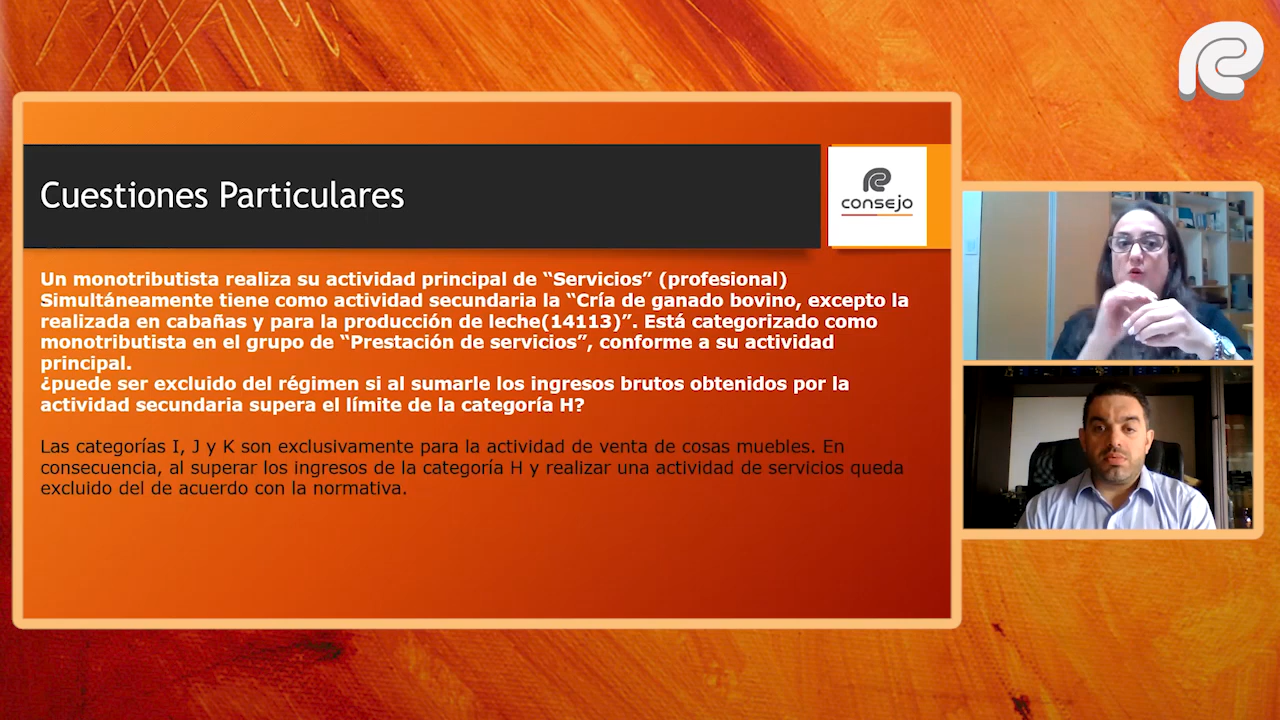 Cuestiones Particulares
consejo
Un monotributista realiza su actividad principal de “Servicios” (profesional)
Simultáneamente tiene como actividad secundaria la “Cría de ganado bovino, excepto la
realizada en cabañas y para la producción de leche(14113)”. Está categorizado como
monotributista en el grupo de “Prestación de servicios”, conforme a su actividad
principal.
¿puede ser excluido del régimen si al sumarle los ingresos brutos obtenidos por la
actividad secundaria supera el límite de la categoría H?
Las categorías I, J y K son exclusivamente para la actividad de venta de cosas muebles. En
consecuencia, al superar los ingresos de la categoría H y realizar una actividad de servicios queda
excluido del de acuerdo con la normativa.